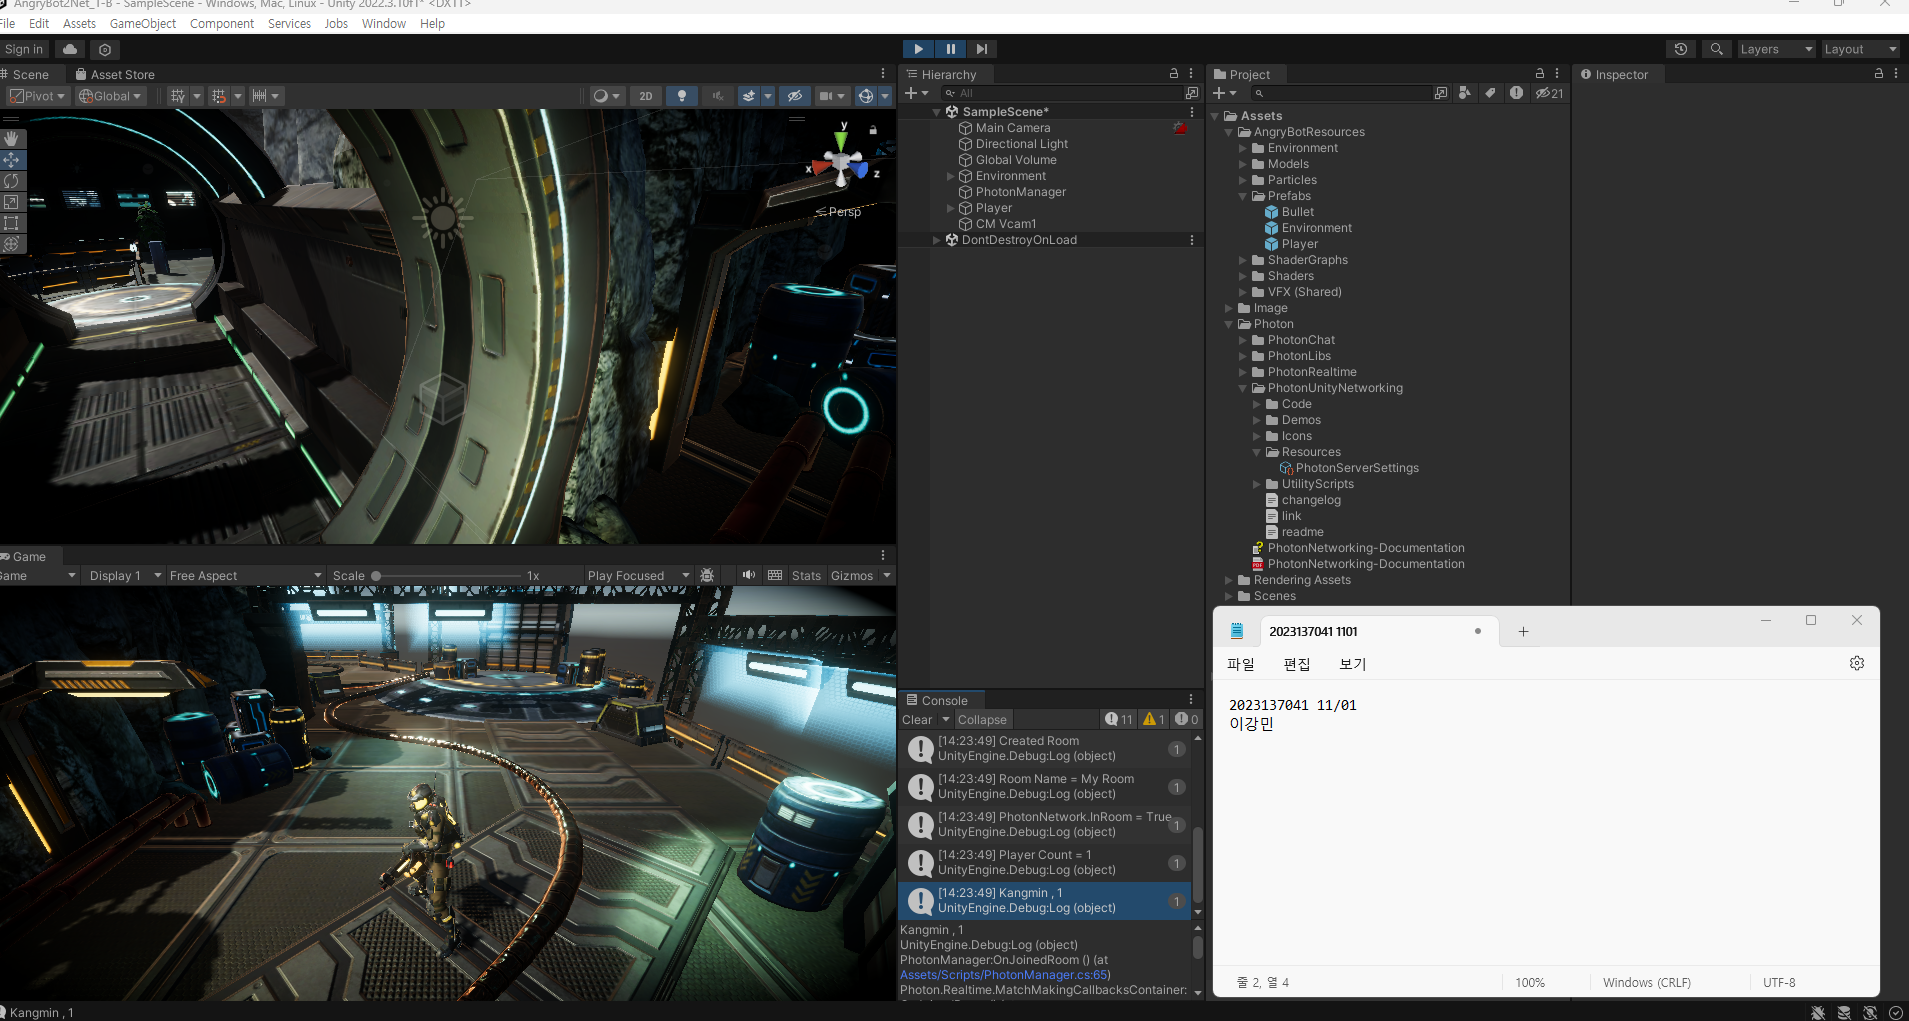 AngryBot2Net_T-B - SampleScene - Windows, Mac, Linux - Unity 2022.3.10f1* <DX11>
File Edit Assets GameObject Component Services Jobs Window Help
Sign in
Layers
Layout
Scene
Asset Store
Pivot
Global
2D
y
x
z
Persp
Game
Game
Display 1
Free Aspect
Scale
1x
Play Focused
Stats
Gizmos
Hierarchy
All
SampleScene*
Main Camera
Directional Light
Global Volume
Environment
PhotonManager
Player
CM Vcam1
DontDestroyOnLoad
Console
Clear
Collapse
11
1
0
[14:23:49] Created Room
UnityEngine.Debug:Log (object)
1
[14:23:49] Room Name = My Room
UnityEngine.Debug:Log (object)
1
[14:23:49] PhotonNetwork.InRoom = True
UnityEngine.Debug:Log (object)
1
[14:23:49] Player Count = 1
UnityEngine.Debug:Log (object)
1
[14:23:49] Kangmin , 1
UnityEngine.Debug:Log (object)
1
Kangmin , 1
UnityEngine.Debug:Log (object)
PhotonManager:OnJoinedRoom () (at
Assets/Scripts/PhotonManager.cs:65)
Photon.Realtime.MatchMakingCallbacksContainer:
Project
21
Assets
AngryBotResources
Environment
Models
Particles
Prefabs
Bullet
Environment
Player
ShaderGraphs
Shaders
VFX (Shared)
Image
Photon
PhotonChat
PhotonLibs
PhotonRealtime
PhotonUnityNetworking
Code
Demos
Icons
Resources
PhotonServerSettings
UtilityScripts
changelog
link
readme
PhotonNetworking-Documentation
PhotonNetworking-Documentation
Rendering Assets
Scenes
Inspector
2023137041 1101
파일 편집 보기
2023137041 11/01
이강민
줄 2, 열 4
100%
Windows (CRLF)
UTF-8
Kangmin , 1